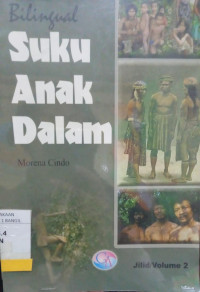 Bilingual
Suku
Anak
Dalam
Morena Cindo
Jilid/Volume 2